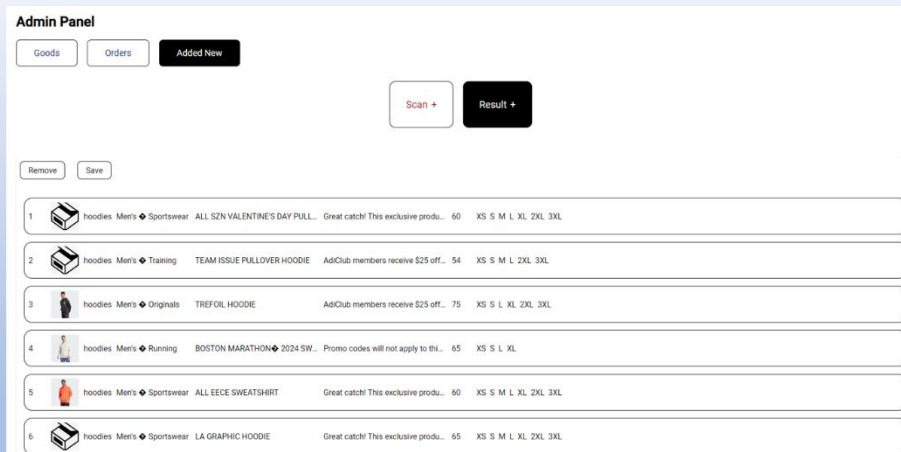 Admin Panel
Goods Orders Added New
Scan + Result +
Remove Save
1 hoodies Men's � Sportswear ALL SZN VALENTINE'S DAY PULL... Great catch! This exclusive produ... 60 XS S M L XL 2XL 3XL
2 hoodies Men's � Training TEAM ISSUE PULLOVER HOODIE AdiClub members receive $25 off... 54 XS S M L 2XL 3XL
3 hoodies Men's � Originals TREFOIL HOODIE AdiClub members receive $25 off... 75 XS S L XL 2XL 3XL
4 hoodies Men's � Running BOSTON MARATHON� 2024 SW... Promo codes will not apply to thi... 65 XS S L XL
5 hoodies Men's � Sportswear ALL EECE SWEATSHIRT Great catch! This exclusive produ... 60 XS S M L XL 2XL 3XL
6 hoodies Men's � Sportswear LA GRAPHIC HOODIE Great catch! This exclusive produ... 65 XS S M L XL 2XL 3XL